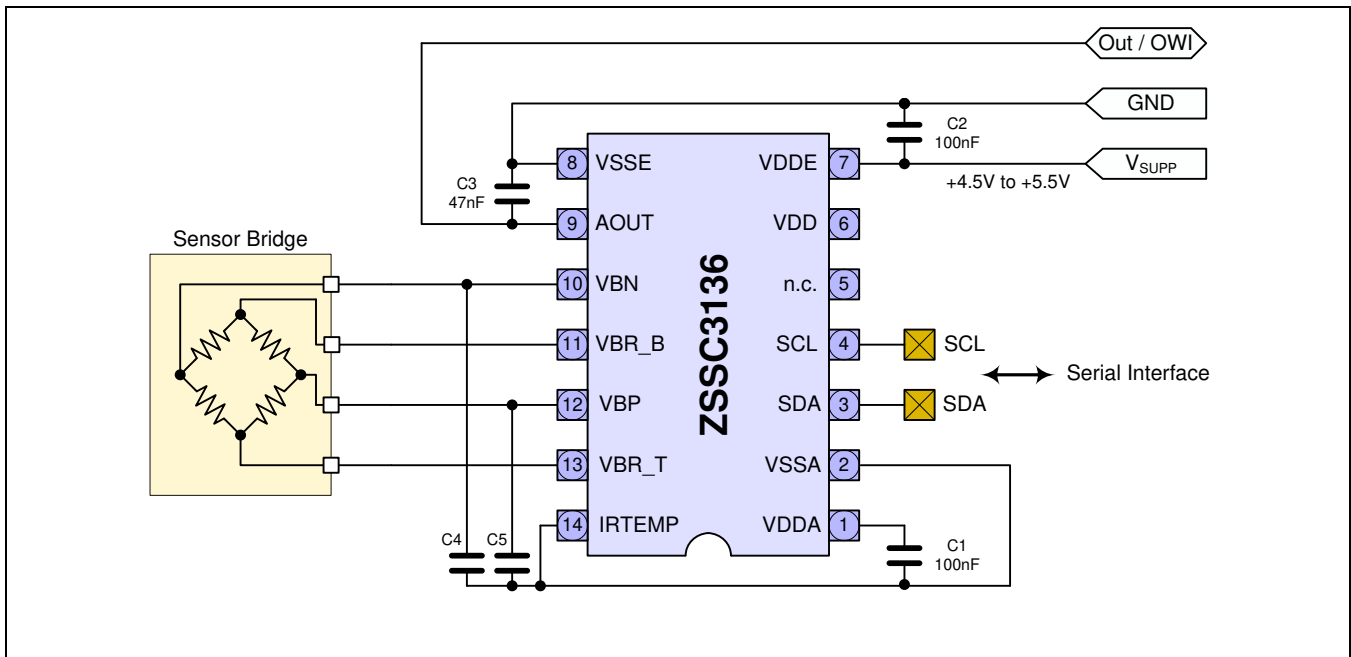 Out / OWI
GND
C2
100nF
8 VSSE
VDDE 7
V_SUPP
+4.5V to +5.5V
C3
47nF
9 AOUT
VDD 6
Sensor Bridge
10 VBN
n.c. 5
11 VBR_B
SCL 4
SCL
Serial Interface
12 VBP
SDA 3
SDA
13 VBR_T
VSSA 2
14 IRTEMP
VDDA 1
ZSSC3136
C4
C5
C1
100nF